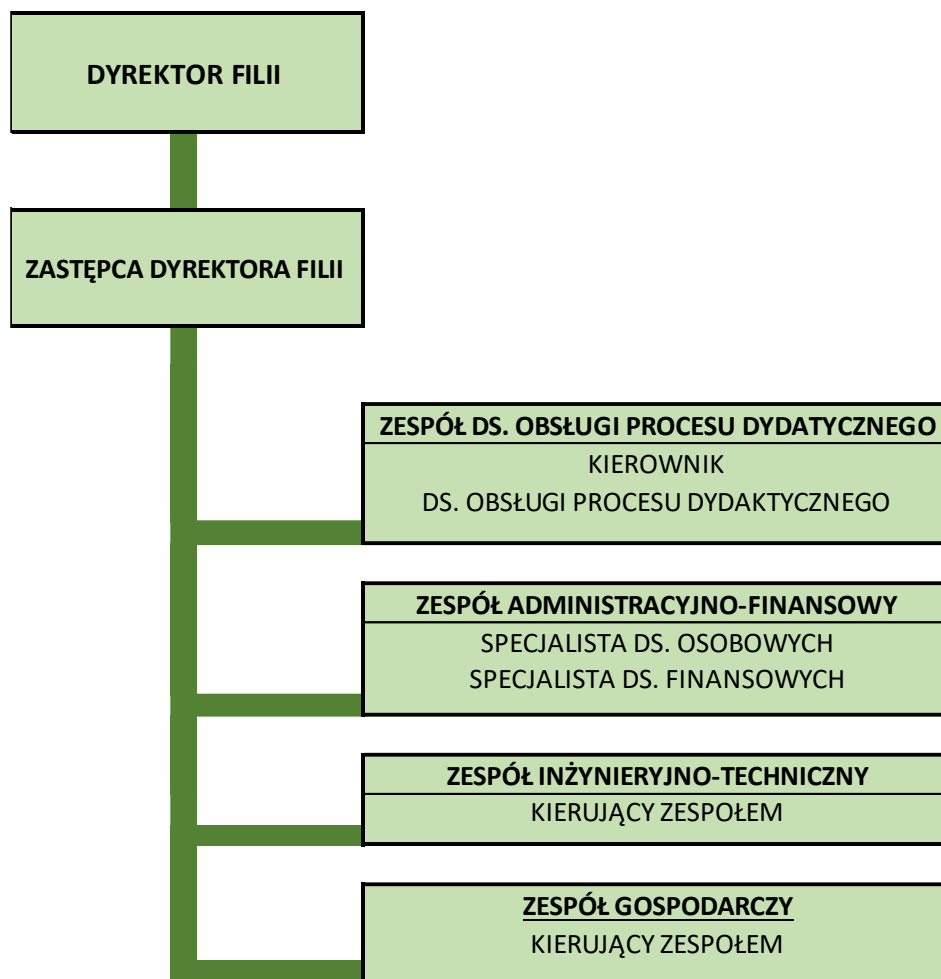 DYREKTOR FILII
ZASTĘPCA DYREKTORA FILII
ZESPÓŁ DS. OBSŁUGI PROCESU DYDATYCZNEGO
KIEROWNIK
DS. OBSŁUGI PROCESU DYDAKTYCZNEGO
ZESPÓŁ ADMINISTRACYJNO-FINANSOWY
SPECJALISTA DS. OSOBOWYCH
SPECJALISTA DS. FINANSOWYCH
ZESPÓŁ INŻYNIERYJNO-TECHNICZNY
KIERUJĄCY ZESPOŁEM
ZESPÓŁ GOSPODARCZY
KIERUJĄCY ZESPOŁEM